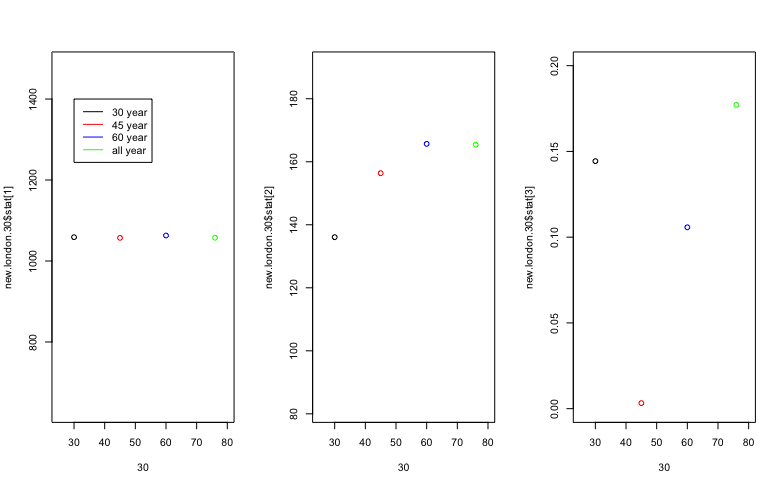 new.london.30$stat[1]
1400
1200
1000
800
30 year
45 year
60 year
all year
30 40 50 60 70 80
30
new.london.30$stat[2]
180
160
140
120
100
80
30 40 50 60 70 80
30
new.london.30$stat[3]
0.20
0.15
0.10
0.05
0.00
30 40 50 60 70 80
30